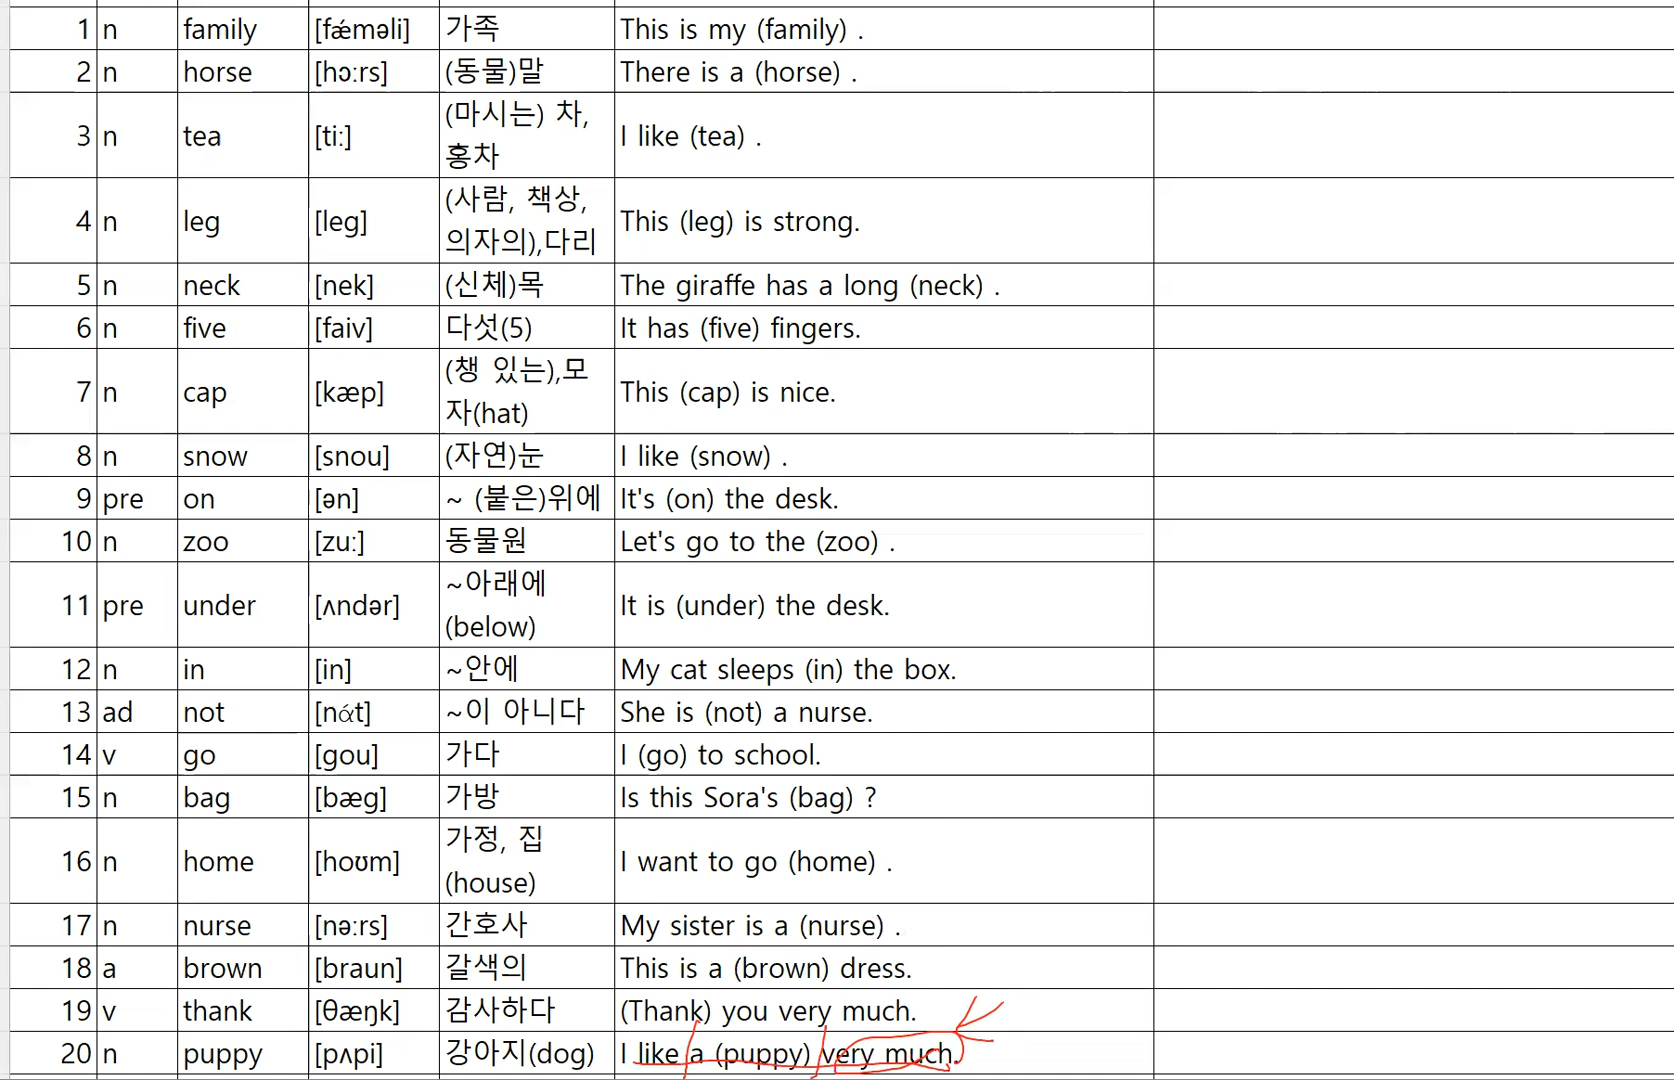 1 n family [fǽməli] 가족 This is my (family) .
2 n horse [hɔːrs] (동물)말 There is a (horse) .
3 n tea [tiː] (마시는) 차, 홍차 I like (tea) .
4 n leg [leg] (사람, 책상, 의자의),다리 This (leg) is strong.
5 n neck [nek] (신체)목 The giraffe has a long (neck) .
6 n five [faiv] 다섯(5) It has (five) fingers.
7 n cap [kæp] (챙 있는),모자(hat) This (cap) is nice.
8 n snow [snou] (자연)눈 I like (snow) .
9 pre on [ən] ~ (붙은)위에 It's (on) the desk.
10 n zoo [zuː] 동물원 Let's go to the (zoo) .
11 pre under [ʌndər] ~아래에 (below) It is (under) the desk.
12 n in [in] ~안에 My cat sleeps (in) the box.
13 ad not [nάt] ~이 아니다 She is (not) a nurse.
14 v go [gou] 가다 I (go) to school.
15 n bag [bæg] 가방 Is this Sora's (bag) ?
16 n home [hoʊm] 가정, 집 (house) I want to go (home) .
17 n nurse [nəːrs] 간호사 My sister is a (nurse) .
18 a brown [braun] 갈색의 This is a (brown) dress.
19 v thank [θæŋk] 감사하다 (Thank) you very much.
20 n puppy [pʌpi] 강아지(dog) I like a (puppy) very much.